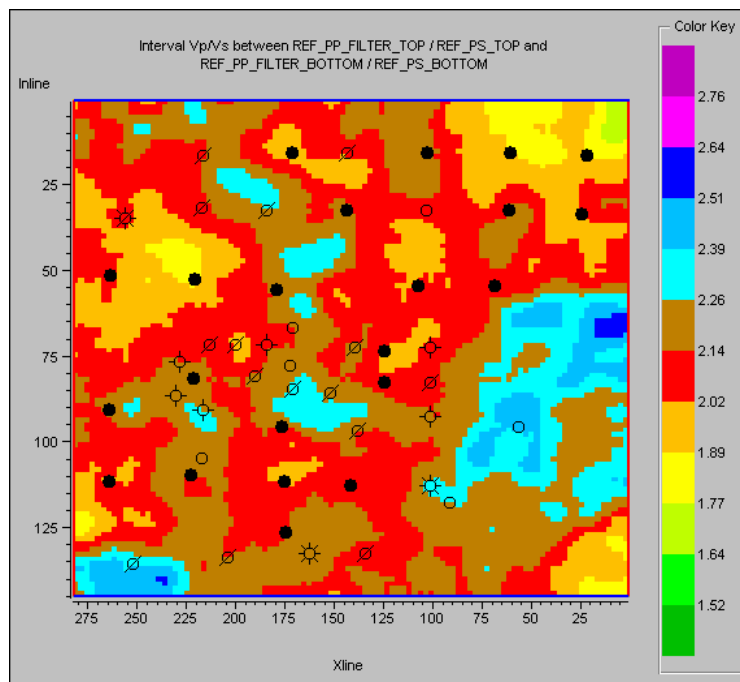 Color Key
Interval Vp/Vs between REF_PP_FILTER_TOP / REF_PS_TOP and
REF_PP_FILTER_BOTTOM / REF_PS_BOTTOM
Inline
2.76
2.64
2.51
2.39
2.26
2.14
2.02
1.89
1.77
1.64
1.52
25
50
75
100
125
275 250 225 200 175 150 125 100 75 50 25
Xline